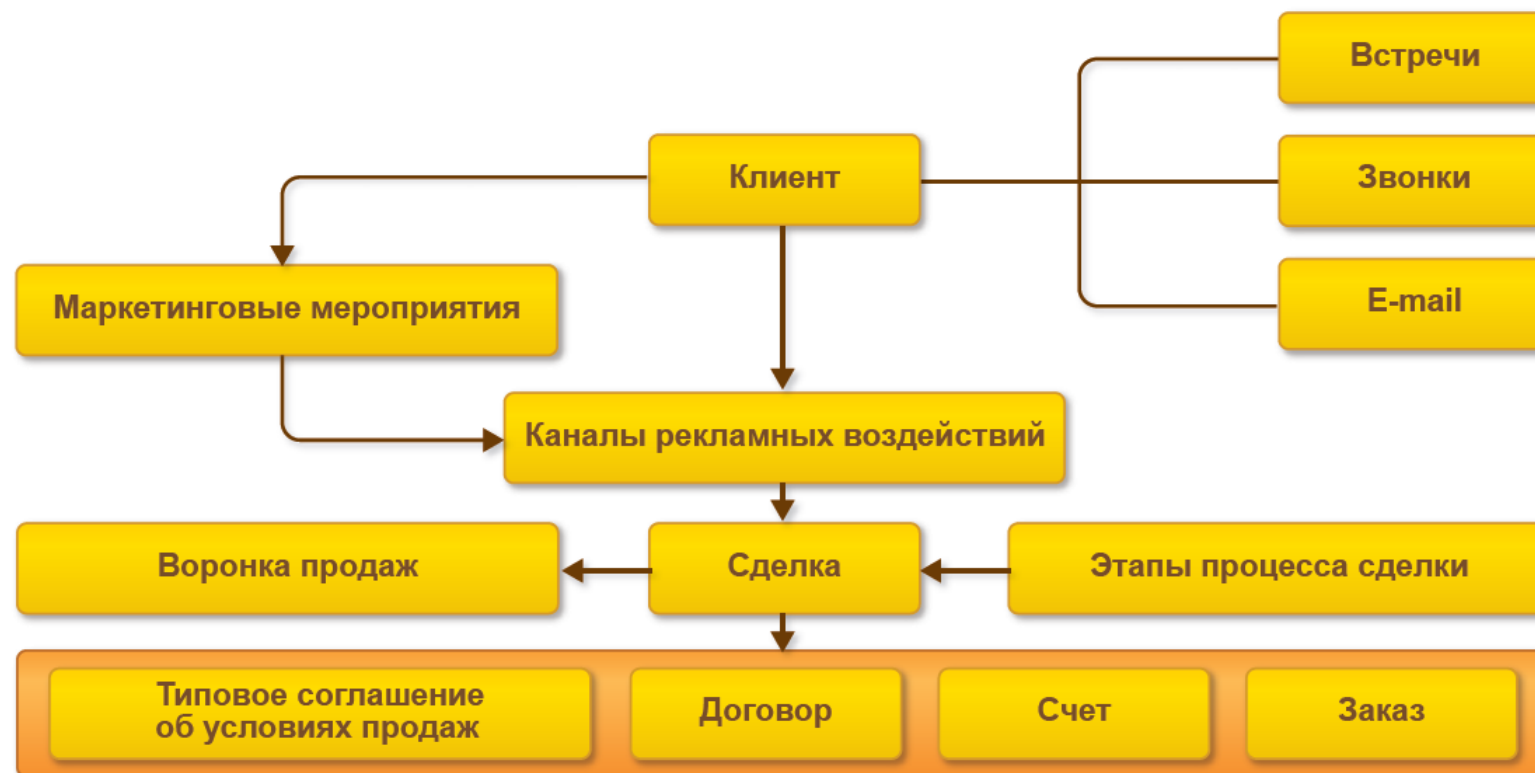 Встречи
Клиент
Звонки
Маркетинговые мероприятия
E-mail
Каналы рекламных воздействий
Воронка продаж
Сделка
Этапы процесса сделки
Типовое соглашение
об условиях продаж
Договор
Счет
Заказ